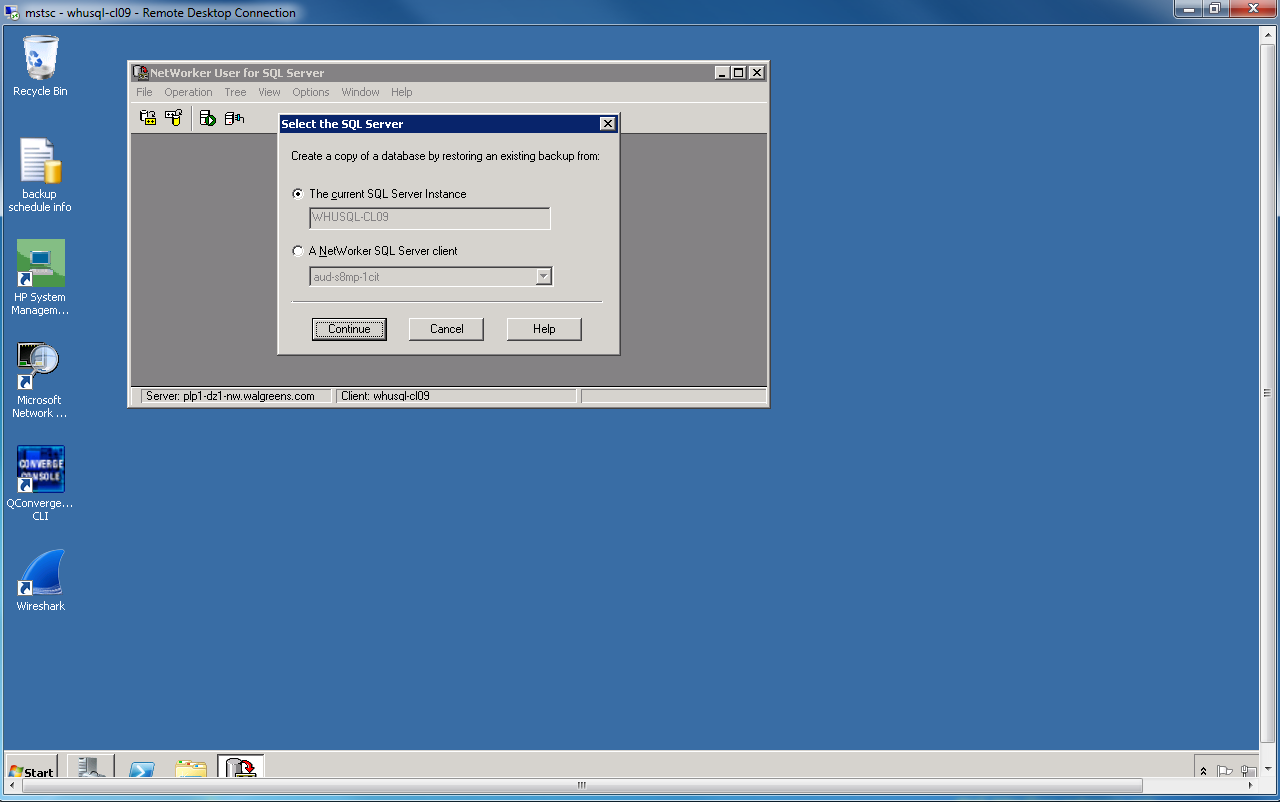 mstsc - whusql-cl09 - Remote Desktop Connection
Recycle Bin
backup
schedule info
HP System
Managem...
Microsoft
Network ...
CONVERGE
CONSOLE
QConverge...
CLI
Wireshark
NetWorker User for SQL Server
File Operation Tree View Options Window Help
Select the SQL Server
Create a copy of a database by restoring an existing backup from:
The current SQL Server Instance
WHUSQL-CL09
A NetWorker SQL Server client
aud-s8mp-1cit
Continue Cancel Help
Server: plp1-dz1-nw.walgreens.com Client: whusql-cl09
Start